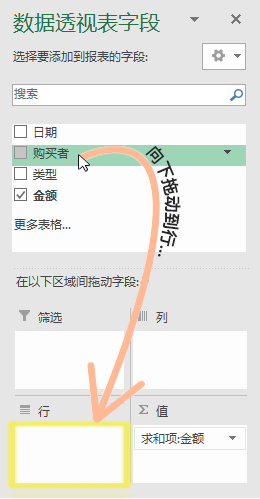 数据透视表字段
选择要添加到报表的字段:
搜索
日期
购买者
类型
金额
更多表格...
向下拖动到行...
在以下区域间拖动字段:
筛选
列
行
Σ 值
求和项:金额